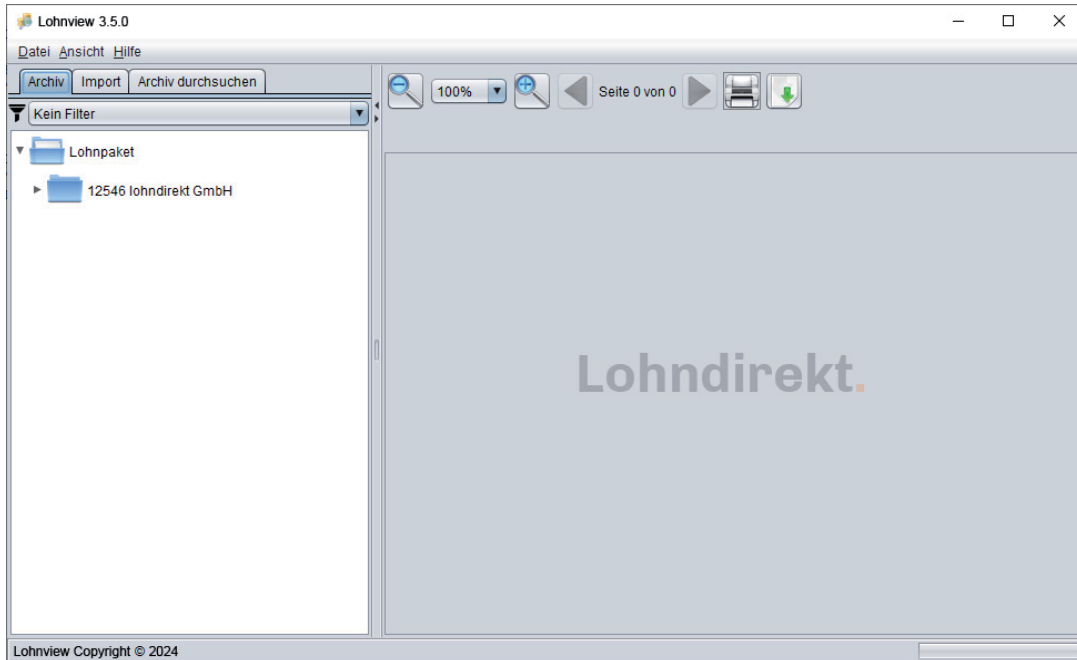 Lohnview 3.5.0
Datei Ansicht Hilfe
Archiv Import Archiv durchsuchen
Kein Filter
Lohnpaket
12546 lohndirekt GmbH
100% Seite 0 von 0
Lohndirekt.
Lohnview Copyright © 2024